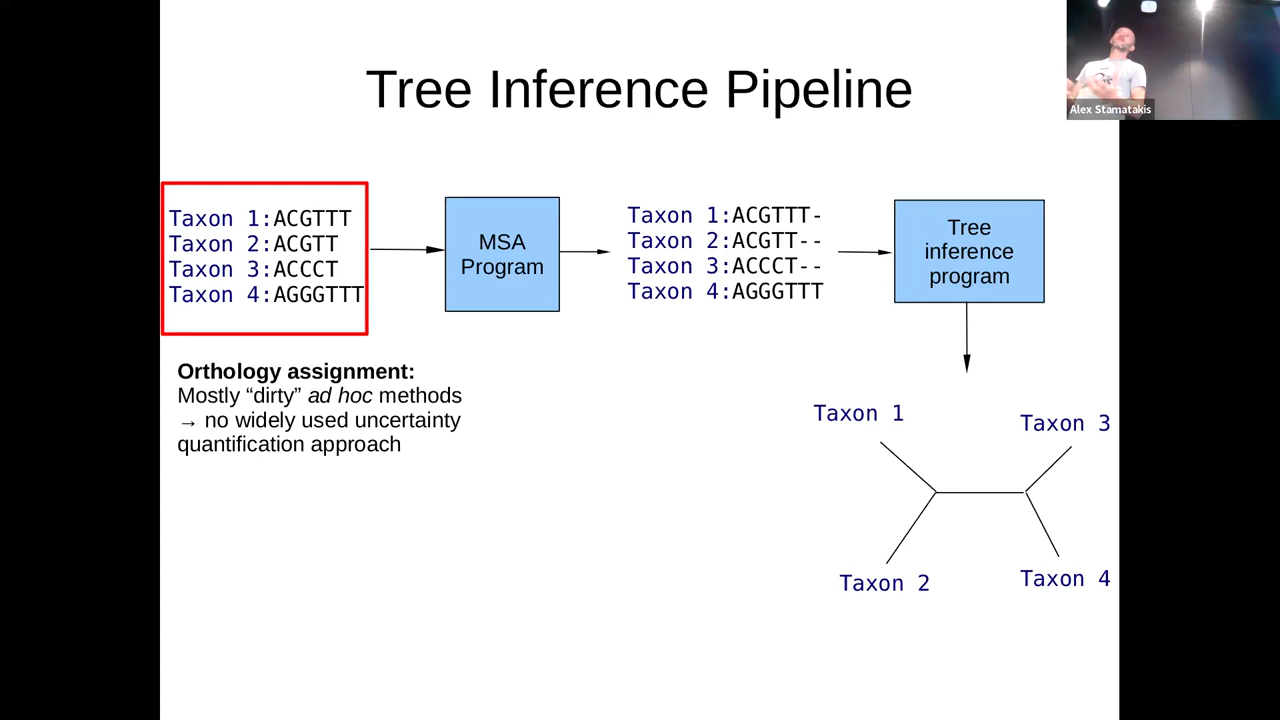 Tree Inference Pipeline
Alex Stamatakis
Taxon 1:ACGTTT
Taxon 2:ACGTT
Taxon 3:ACCCT
Taxon 4:AGGGTTT
MSA
Program
Taxon 1:ACGTTT-
Taxon 2:ACGTT--
Taxon 3:ACCCT--
Taxon 4:AGGGTTT
Tree
inference
program
Orthology assignment:
Mostly “dirty” ad hoc methods
→ no widely used uncertainty
quantification approach
Taxon 1
Taxon 3
Taxon 2
Taxon 4